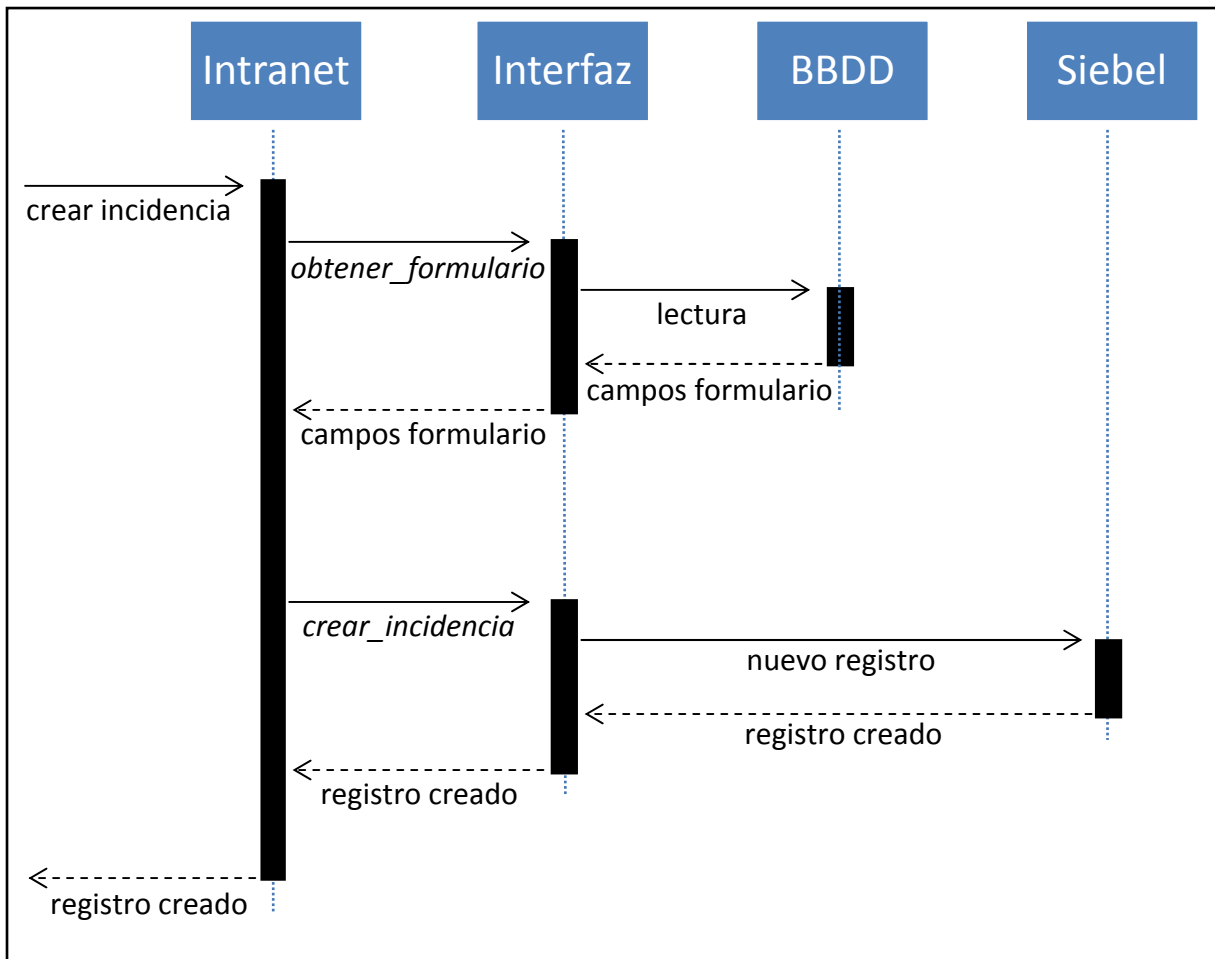 Intranet
Interfaz
BBDD
Siebel
crear incidencia
obtener_formulario
lectura
campos formulario
campos formulario
crear_incidencia
nuevo registro
registro creado
registro creado
registro creado